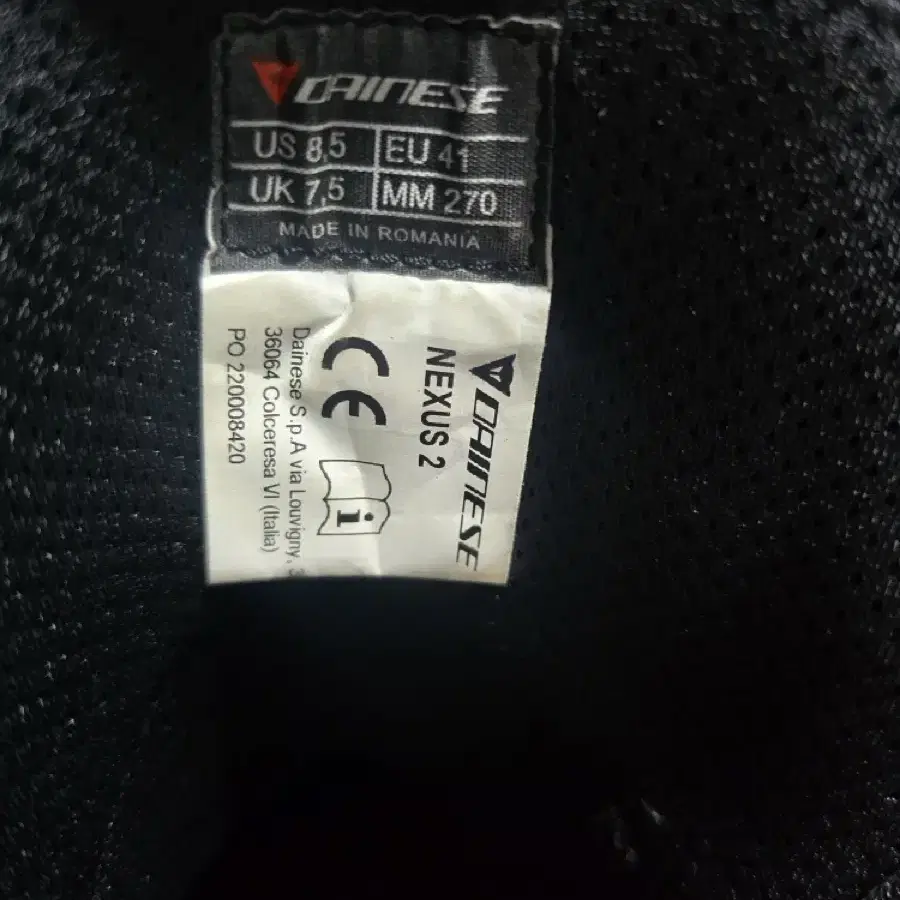 DAINESE
US 8,5 EU 41
UK 7,5 MM 270
MADE IN ROMANIA
DAINESE
NEXUS 2
CE
i
Dainese S.p.A via Louvigny,
36064 Colceresa VI (Italia)
PO 220008420